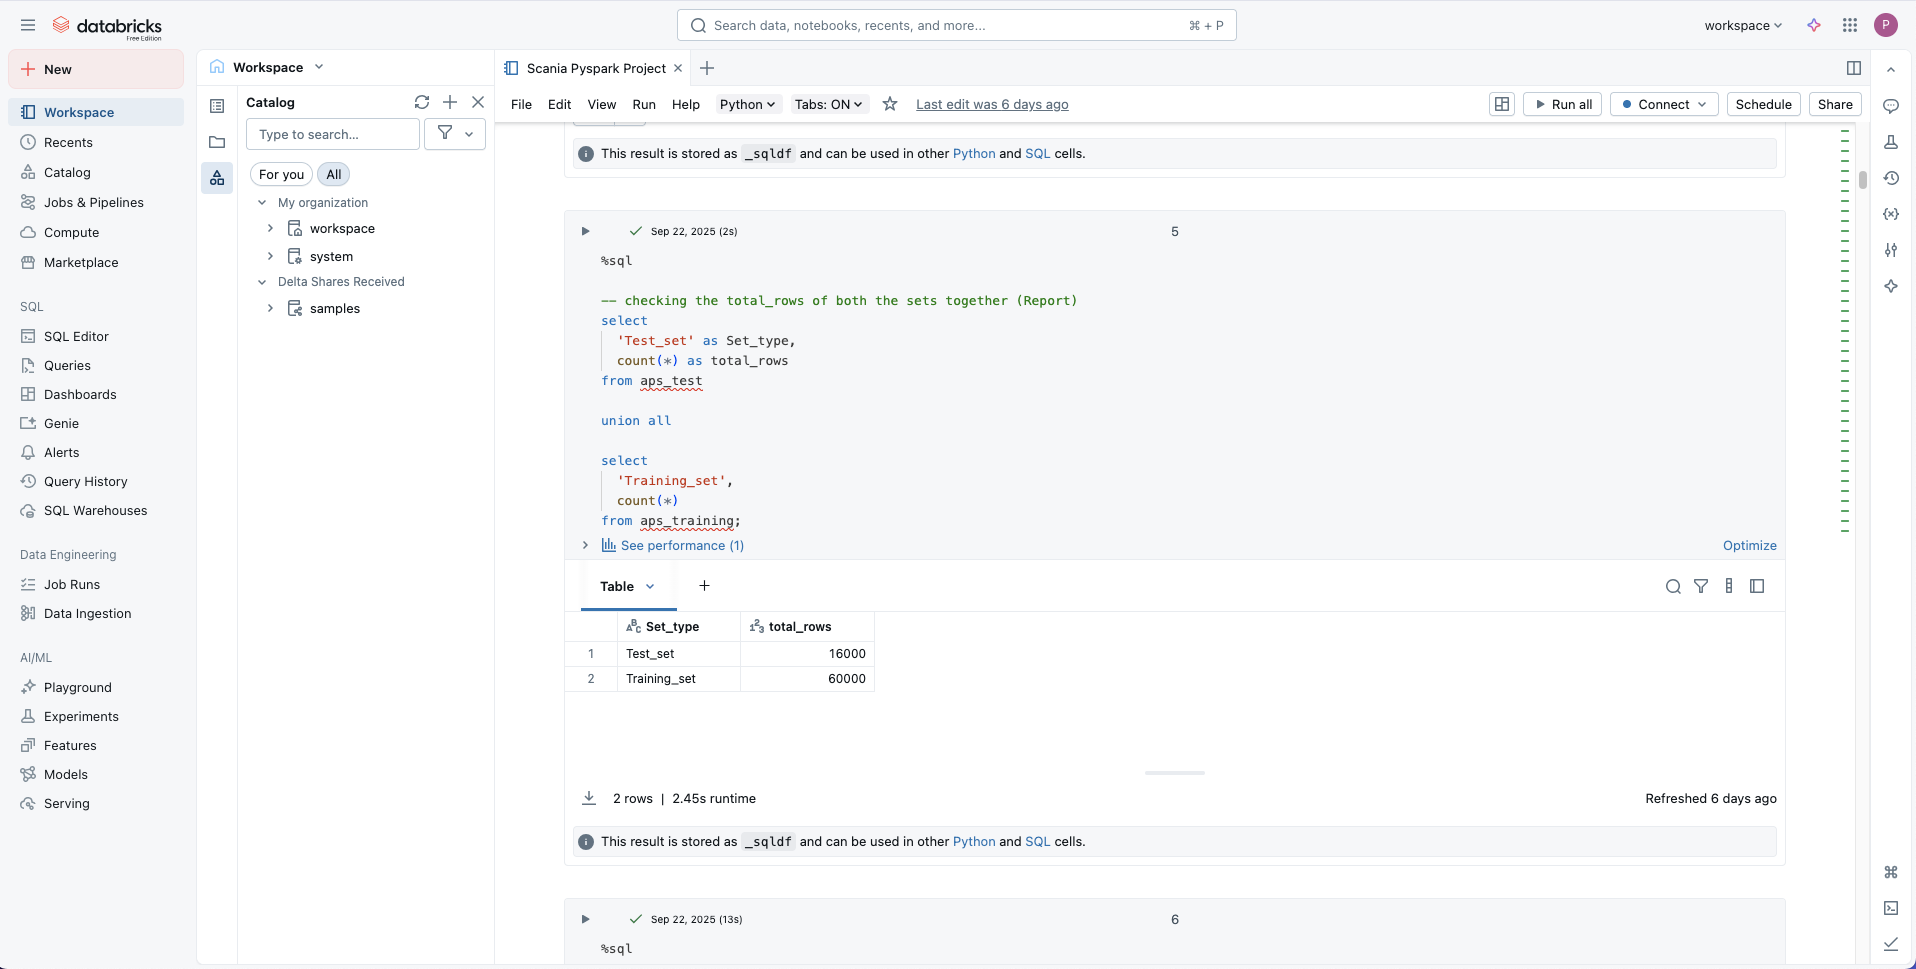 databricks
Free Edition
Search data, notebooks, recents, and more...
⌘ + P
workspace
P
New
Workspace
Recents
Catalog
Jobs & Pipelines
Compute
Marketplace
SQL
SQL Editor
Queries
Dashboards
Genie
Alerts
Query History
SQL Warehouses
Data Engineering
Job Runs
Data Ingestion
AI/ML
Playground
Experiments
Features
Models
Serving
Workspace
Catalog
Type to search...
For you
All
My organization
workspace
system
Delta Shares Received
samples
Scania Pyspark Project
File Edit View Run Help Python Tabs: ON Last edit was 6 days ago
Run all
Connect
Schedule
Share
This result is stored as _sqldf and can be used in other Python and SQL cells.
Sep 22, 2025 (2s)
5
%sql
-- checking the total_rows of both the sets together (Report)
select
'Test_set' as Set_type,
count(*) as total_rows
from aps_test
union all
select
'Training_set',
count(*)
from aps_training;
See performance (1)
Optimize
Table
ABC Set_type 123 total_rows
1 Test_set 16000
2 Training_set 60000
2 rows | 2.45s runtime
Refreshed 6 days ago
This result is stored as _sqldf and can be used in other Python and SQL cells.
Sep 22, 2025 (13s)
6
%sql